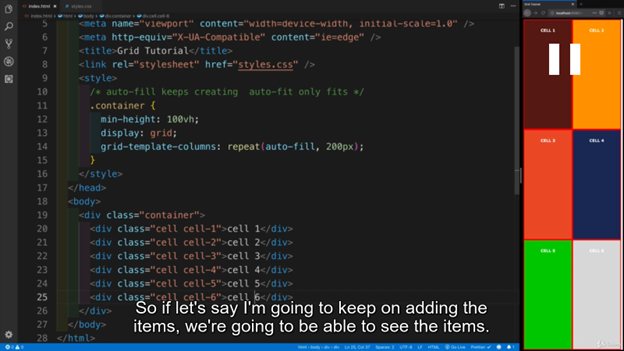 index.html
styles.css
index.html > html > body > div.container > div.cell.cell-6
5 <meta name="viewport" content="width=device-width, initial-scale=1.0" />
6 <meta http-equiv="X-UA-Compatible" content="ie=edge" />
7 <title>Grid Tutorial</title>
8 <link rel="stylesheet" href="styles.css" />
9 <style>
10 /* auto-fill keeps creating  auto-fit only fits */
11 .container {
12 min-height: 100vh;
13 display: grid;
14 grid-template-columns: repeat(auto-fill, 200px);
15 }
16 </style>
17 </head>
18 <body>
19 <div class="container">
20 <div class="cell cell-1">cell 1</div>
21 <div class="cell cell-2">cell 2</div>
22 <div class="cell cell-3">cell 3</div>
23 <div class="cell cell-4">cell 4</div>
24 <div class="cell cell-5">cell 5</div>
25 <div class="cell cell-6">cell 6</div>
26 </div>
27 </body>
28 </html>
CELL 1
CELL 3
CELL 4
CELL 5
So if let's say I'm going to keep on adding the
items, we're going to be able to see the items.